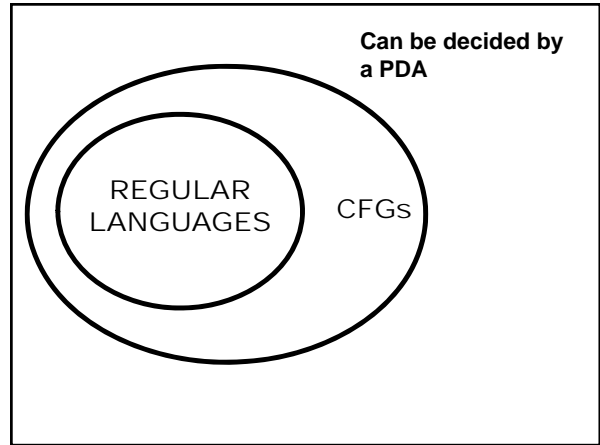 Can be decided by
a PDA
REGULAR
LANGUAGES
CFGs